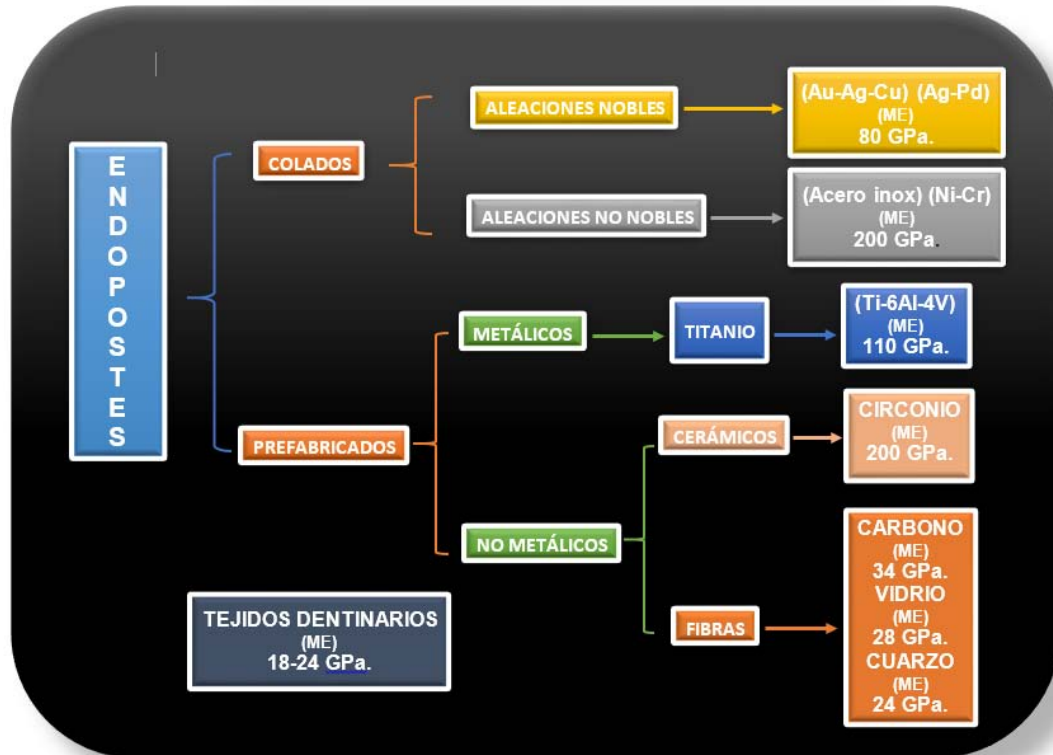 ENDOPOSTES
COLADOS
ALEACIONES NOBLES
(Au-Ag-Cu) (Ag-Pd)
(ME)
80 GPa.
ALEACIONES NO NOBLES
(Acero inox) (Ni-Cr)
(ME)
200 GPa.
PREFABRICADOS
METÁLICOS
TITANIO
(Ti-6Al-4V)
(ME)
110 GPa.
NO METÁLICOS
CERÁMICOS
CIRCONIO
(ME)
200 GPa.
FIBRAS
CARBONO
(ME)
34 GPa.
VIDRIO
(ME)
28 GPa.
CUARZO
(ME)
24 GPa.
TEJIDOS DENTINARIOS
(ME)
18-24 GPa.